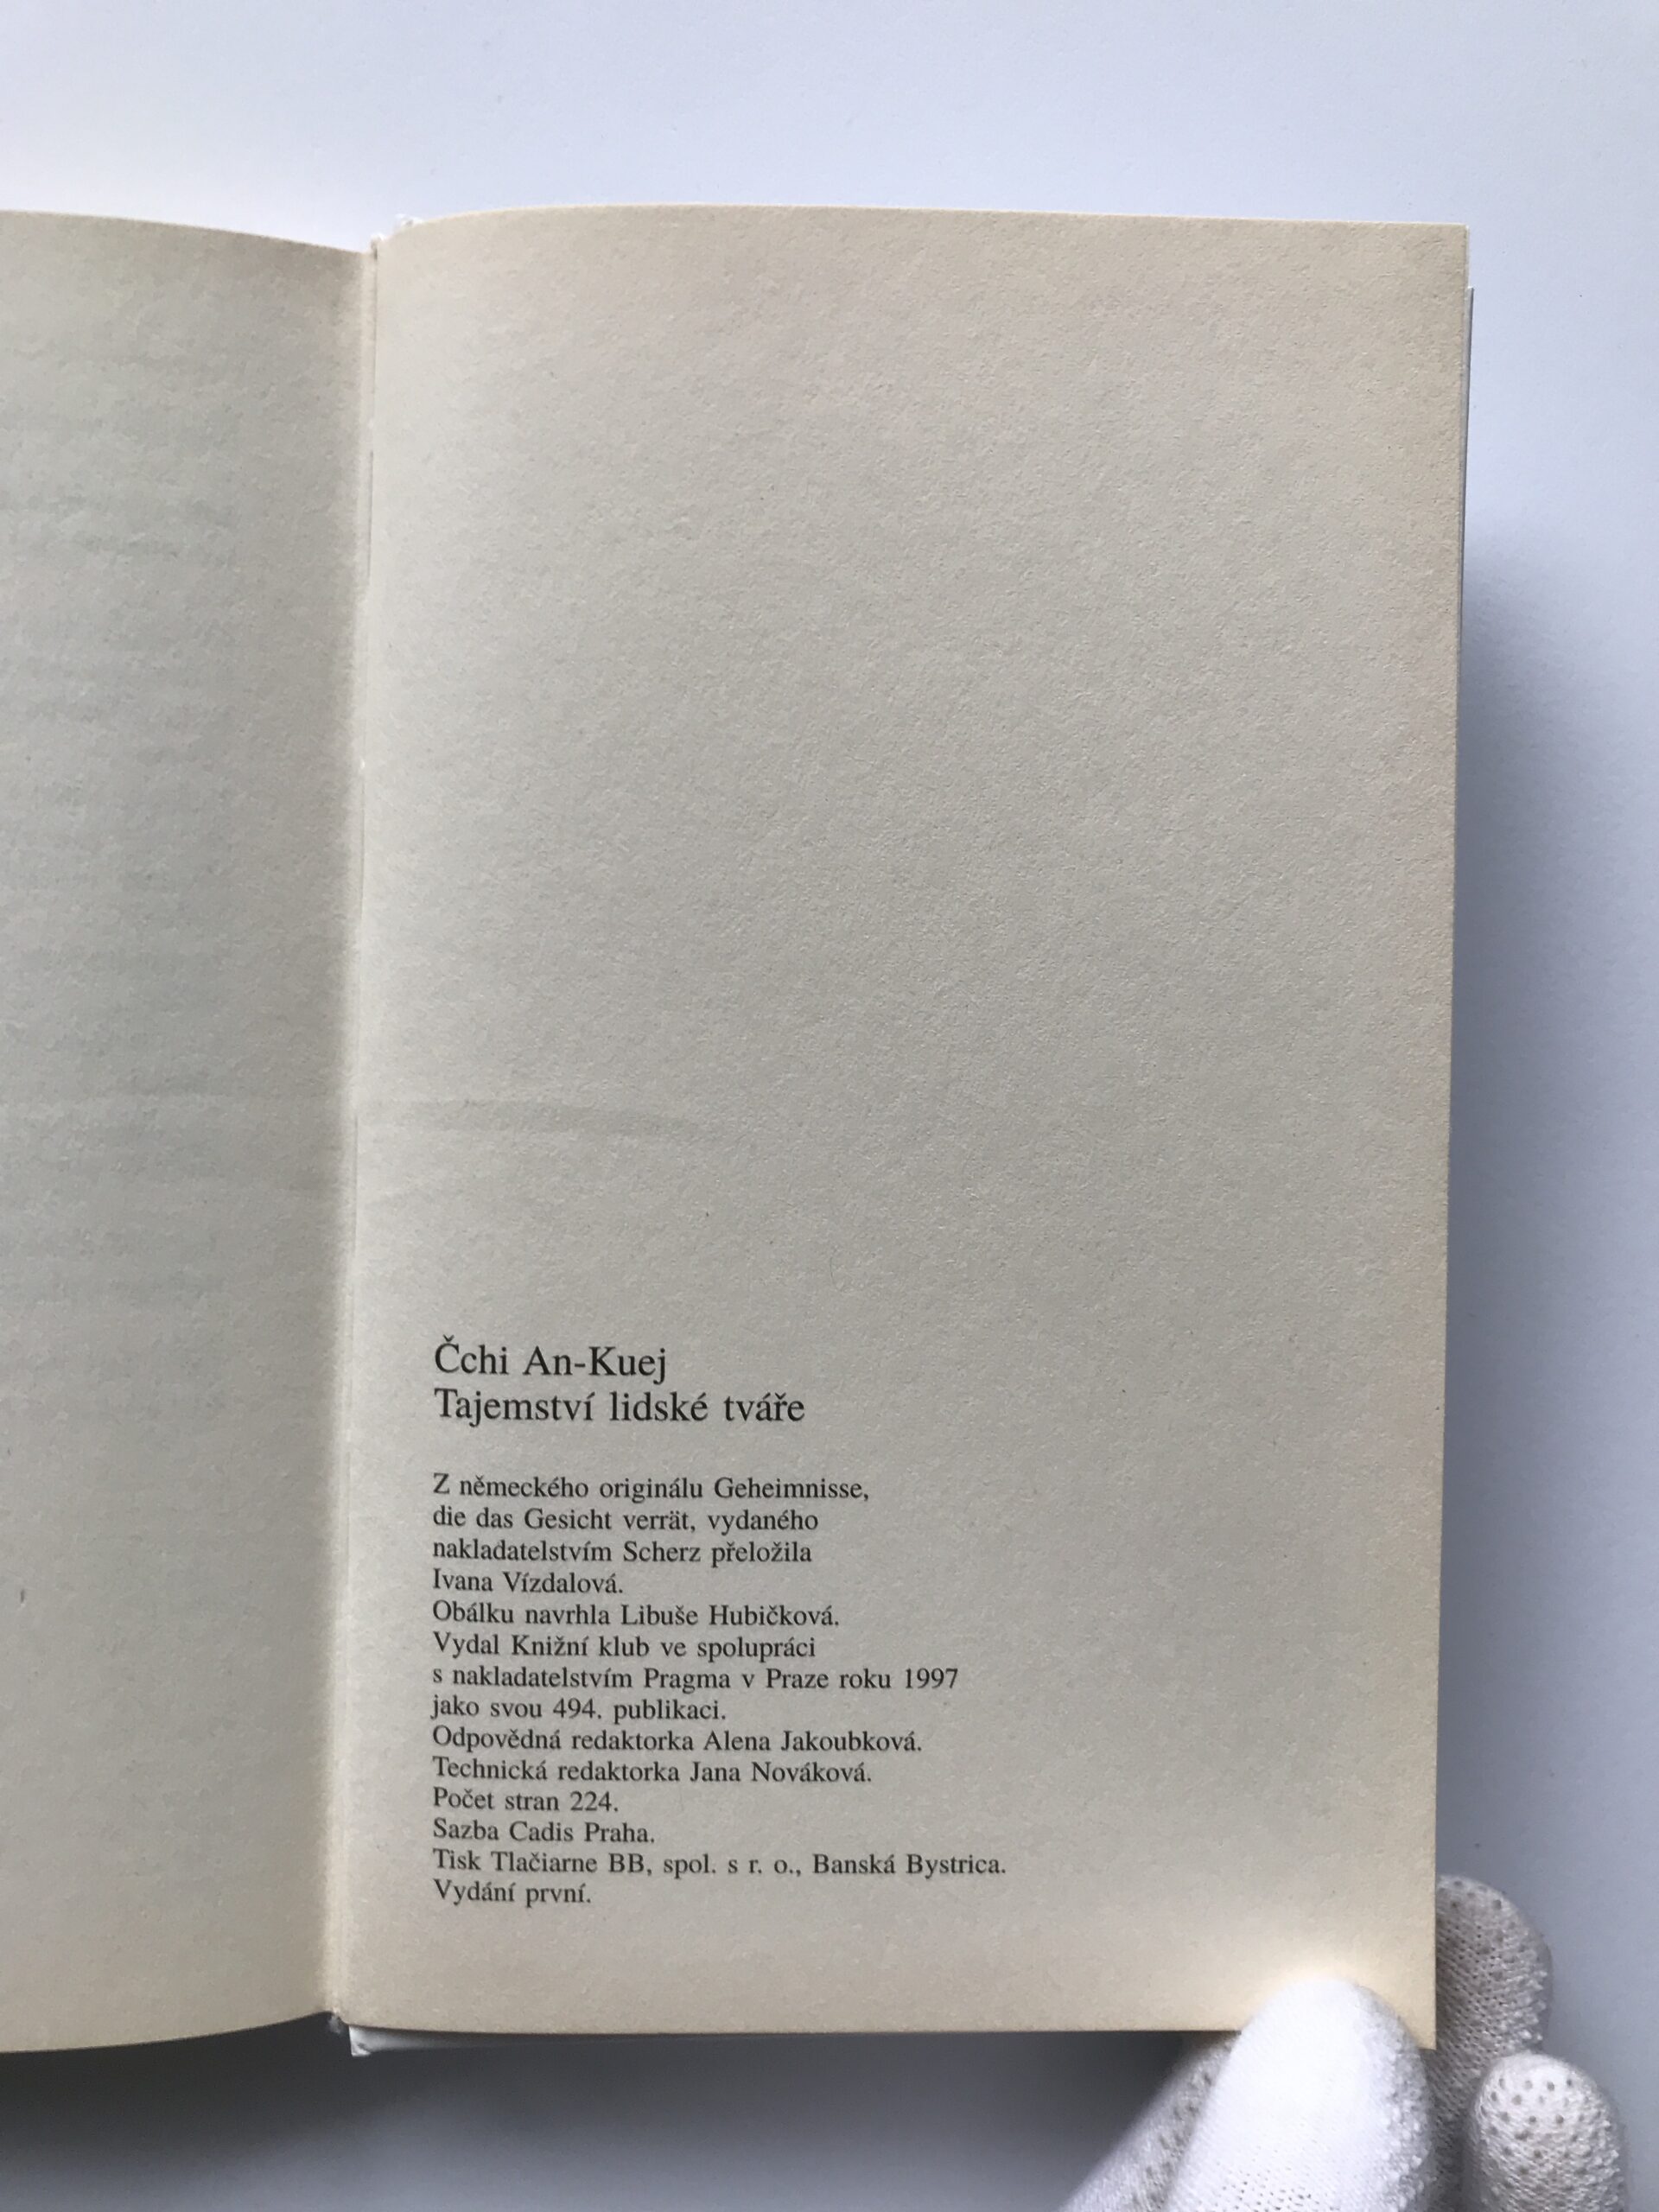 Čchi An-Kuej
Tajemství lidské tváře
Z německého originálu Geheimnisse,
die das Gesicht verrät, vydaného
nakladatelstvím Scherz přeložila
Ivana Vízdalová.
Obálku navrhla Libuše Hubičková.
Vydal Knižní klub ve spolupráci
s nakladatelstvím Pragma v Praze roku 1997
jako svou 494. publikaci.
Odpovědná redaktorka Alena Jakoubková.
Technická redaktorka Jana Nováková.
Počet stran 224.
Sazba Cadis Praha.
Tisk Tlačiarne BB, spol. s r. o., Banská Bystrica.
Vydání první.